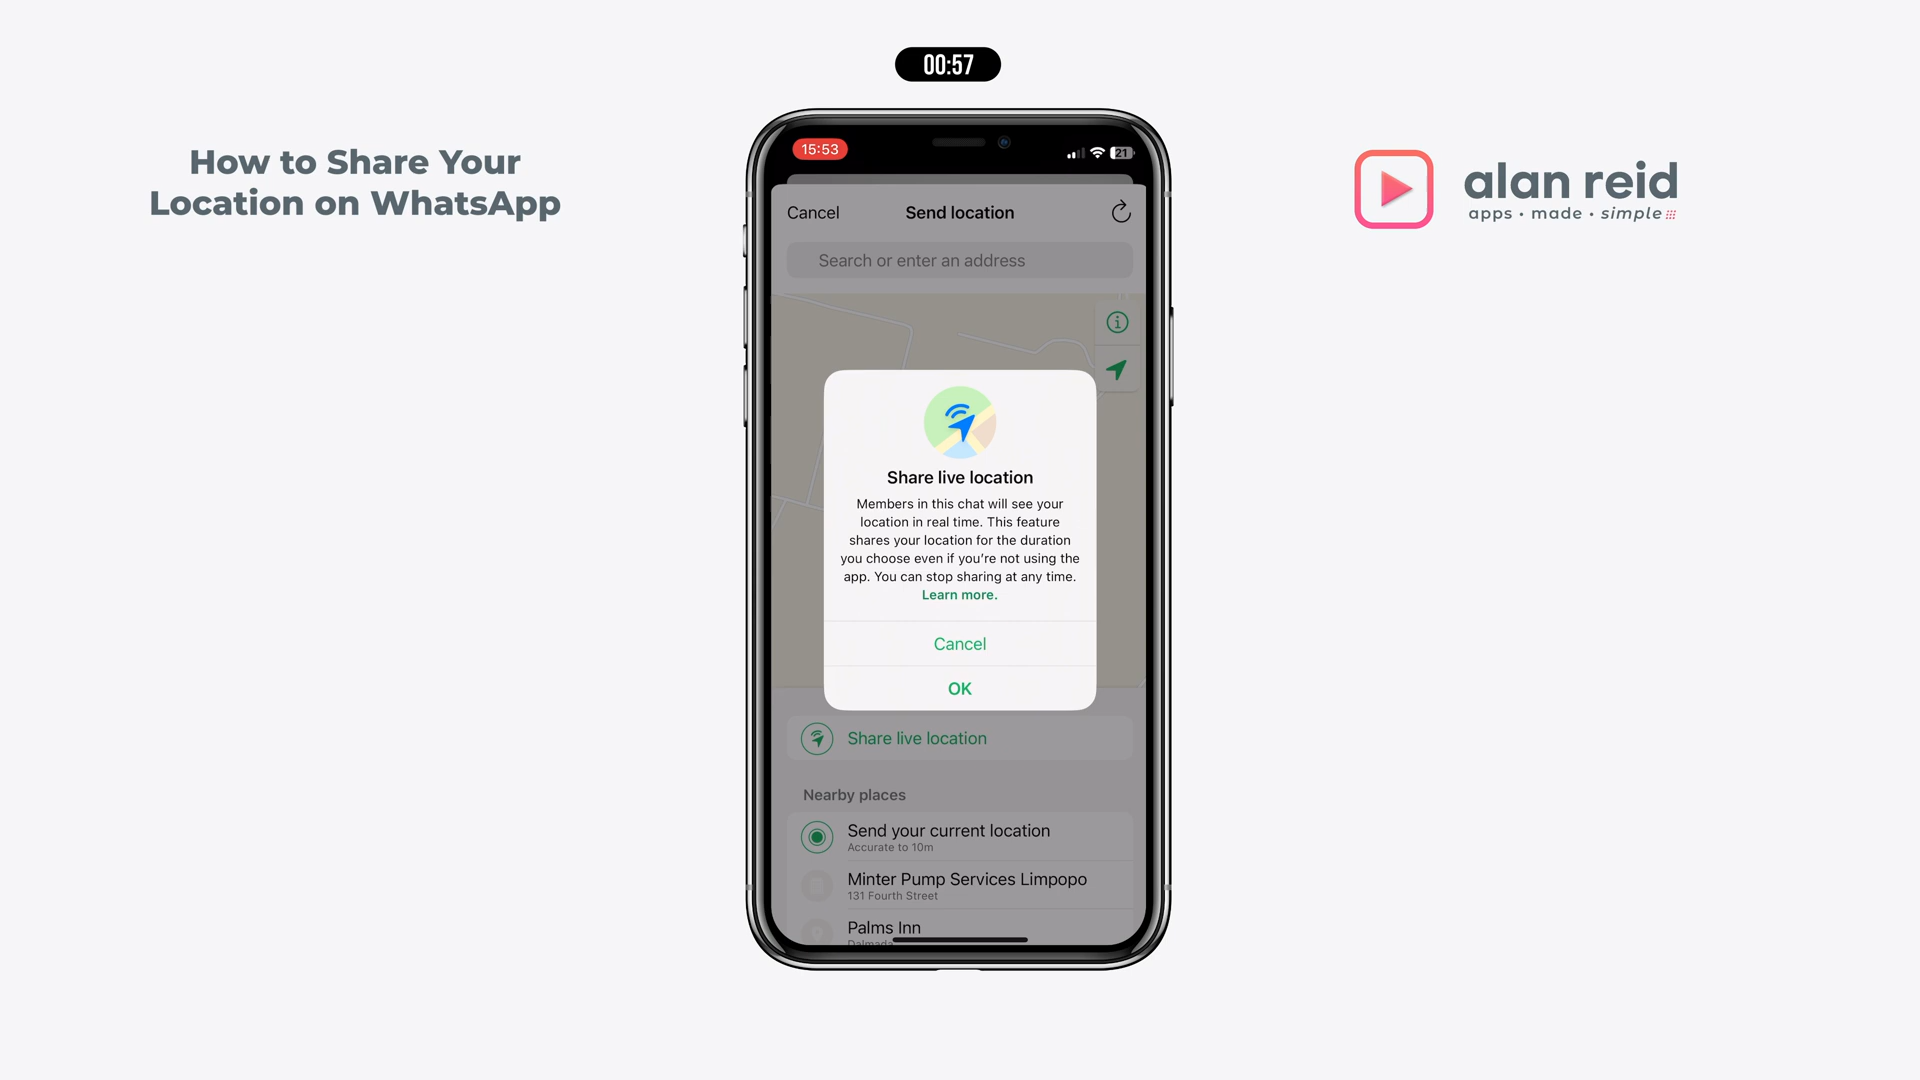 00:57
How to Share Your
Location on WhatsApp
alan reid
apps • made • simple
15:53
21
Cancel
Send location
Search or enter an address
Share live location
Members in this chat will see your
location in real time. This feature
shares your location for the duration
you choose even if you're not using the
app. You can stop sharing at any time.
Learn more.
Cancel
OK
Share live location
Nearby places
Send your current location
Accurate to 10m
Minter Pump Services Limpopo
131 Fourth Street
Palms Inn
Dalmada